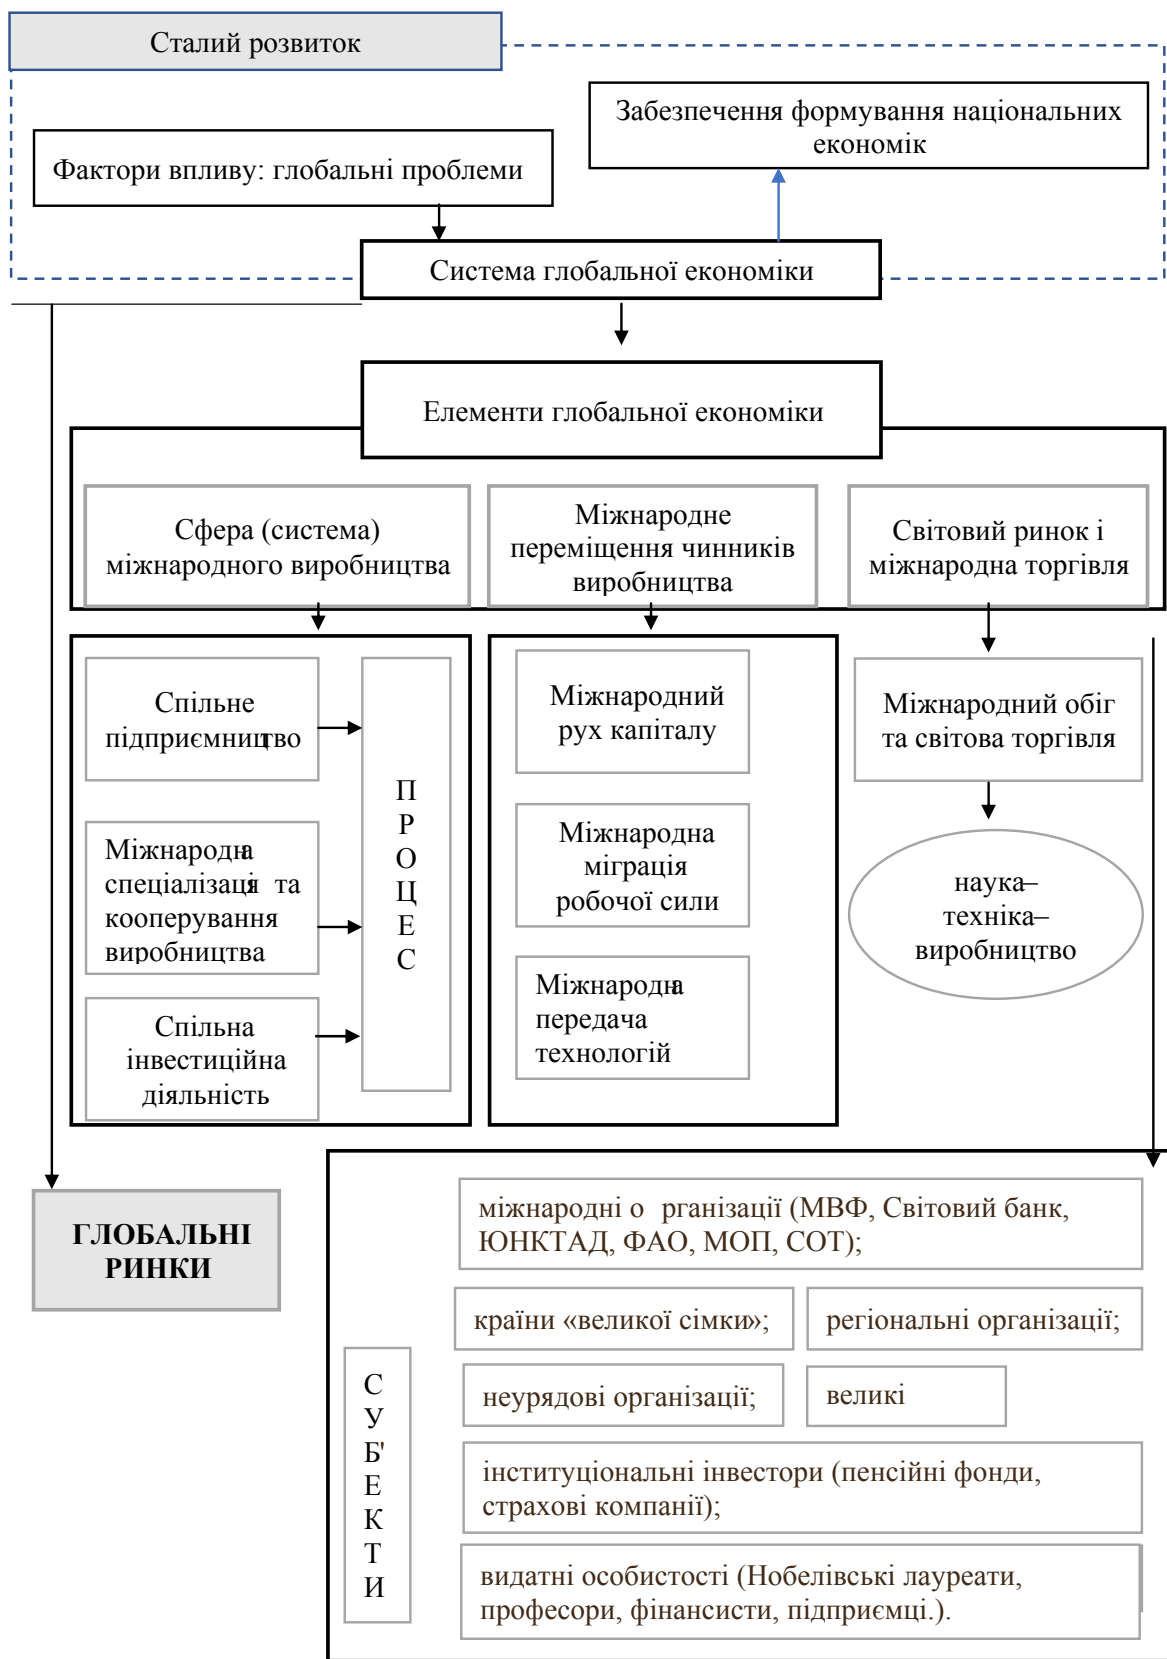 Сталий розвиток
Забезпечення формування національних
економік
Фактори впливу: глобальні проблеми
Система глобальної економіки
Елементи глобальної економіки
Сфера (система)
міжнародного виробництва
Міжнародне
переміщення чинників
виробництва
Світовий ринок і
міжнародна торгівля
Спільне
підприємництво
Міжнародна
спеціалізація та
кооперування
виробництва
Спільна
інвестиційна
діяльність
П
Р
О
Ц
Е
С
Міжнародний
рух капіталу
Міжнародна
міграція
робочої сили
Міжнародна
передача
технологій
Міжнародний обіг
та світова торгівля
наука–
техніка–
виробництво
ГЛОБАЛЬНІ
РИНКИ
С
У
Б'
Е
К
Т
И
міжнародні о рганізації (МВФ, Світовий банк,
ЮНКТАД, ФАО, МОП, СОТ);
країни «великої сімки»;
регіональні організації;
неурядові організації;
великі
інституціональні інвестори (пенсійні фонди,
страхові компанії);
видатні особистості (Нобелівські лауреати,
професори, фінансисти, підприємці.).